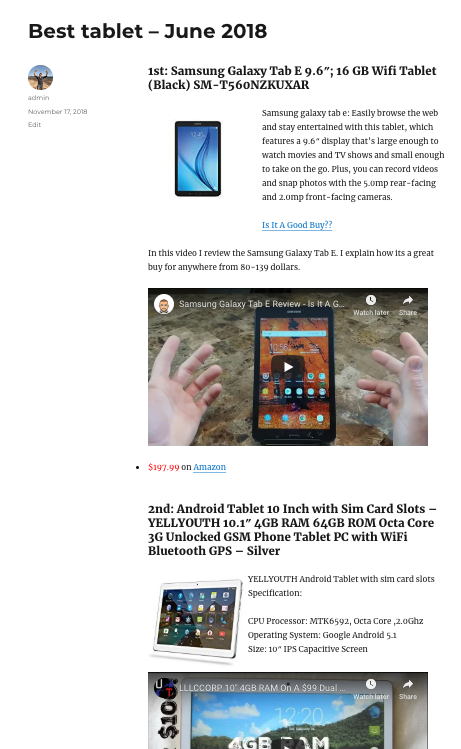 Best tablet – June 2018
admin
November 17, 2018
Edit
1st: Samsung Galaxy Tab E 9.6″; 16 GB Wifi Tablet
(Black) SM-T560NZKUXAR
Samsung galaxy tab e: Easily browse the web
and stay entertained with this tablet, which
features a 9.6″ display that's large enough to
watch movies and TV shows and small enough
to take on the go. Plus, you can record videos
and snap photos with the 5.0mp rear-facing
and 2.0mp front-facing cameras.
Is It A Good Buy??
In this video I review the Samsung Galaxy Tab E. I explain how its a great
buy for anywhere from 80-139 dollars.
Samsung Galaxy Tab E Review - Is It A G...
Watch later
Share
• $197.99 on Amazon
2nd: Android Tablet 10 Inch with Sim Card Slots –
YELLYOUTH 10.1″ 4GB RAM 64GB ROM Octa Core
3G Unlocked GSM Phone Tablet PC with WiFi
Bluetooth GPS – Silver
YELLYOUTH Android Tablet with sim card slots
Specification:
CPU Processor: MTK6592, Octa Core ,2.0Ghz
Operating System: Google Android 5.1
Size: 10″ IPS Capacitive Screen
LLLCCORP 10" 4GB RAM On A $99 Dual ...
Watch later
Share
12:20
4GB RAM